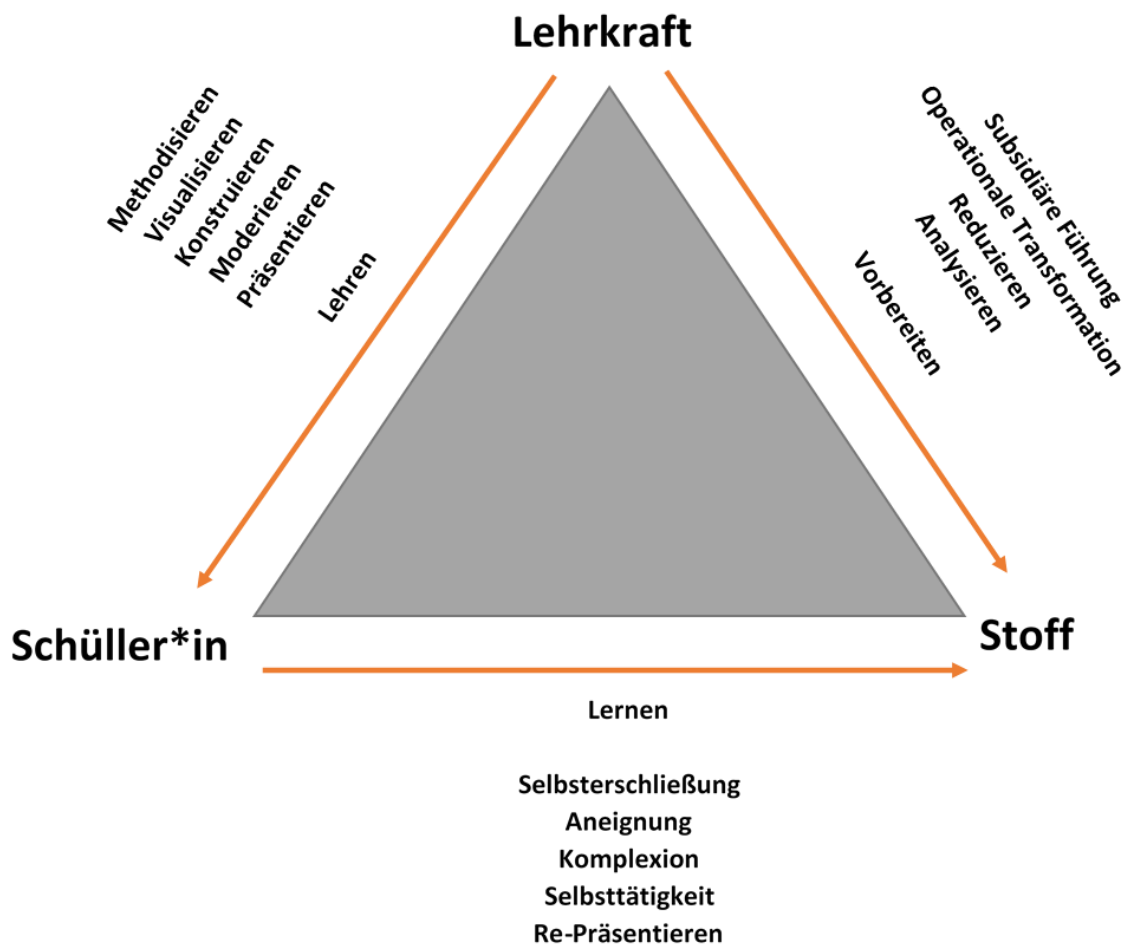 Lehrkraft
Methodisieren
Visualisieren
Konstruieren
Moderieren
Präsentieren
Lehren
Subsidiäre Führung
Operationale Transformation
Reduzieren
Analysieren
Vorbereiten
Schüller*in
Stoff
Lernen
Selbsterschließung
Aneignung
Komplexion
Selbsttätigkeit
Re-Präsentieren